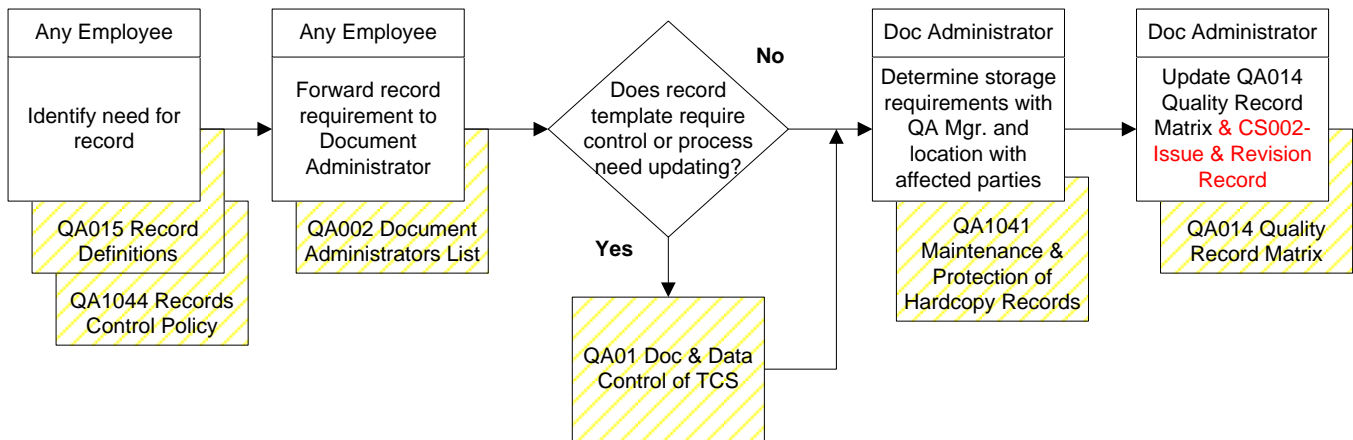 Any Employee
Identify need for
record
QA015 Record
Definitions
QA1044 Records
Control Policy
Any Employee
Forward record
requirement to
Document
Administrator
QA002 Document
Administrators List
Does record
template require
control or process
need updating?
No
Yes
QA01 Doc & Data
Control of TCS
Doc Administrator
Determine storage
requirements with
QA Mgr. and
location with
affected parties
QA1041
Maintenance &
Protection of
Hardcopy Records
Doc Administrator
Update QA014
Quality Record
Matrix & CS002-
Issue & Revision
Record
QA014 Quality
Record Matrix